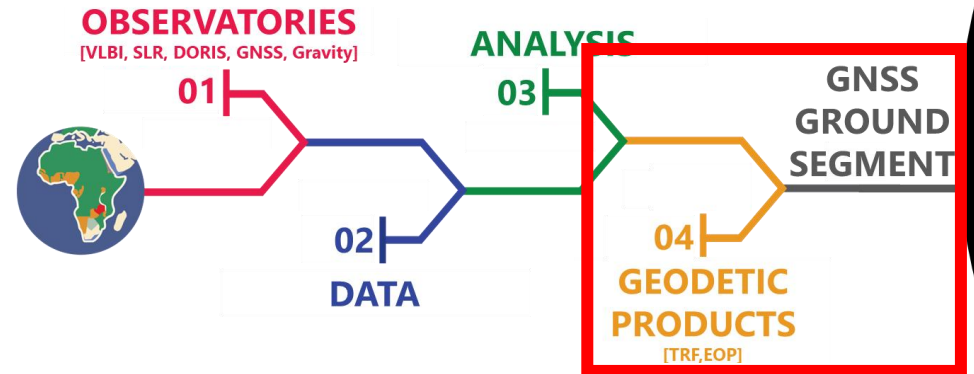 OBSERVATORIES
[VLBI, SLR, DORIS, GNSS, Gravity]
01
02
DATA
ANALYSIS
03
04
GEODETIC
PRODUCTS
[TRF,EOP]
GNSS
GROUND
SEGMENT